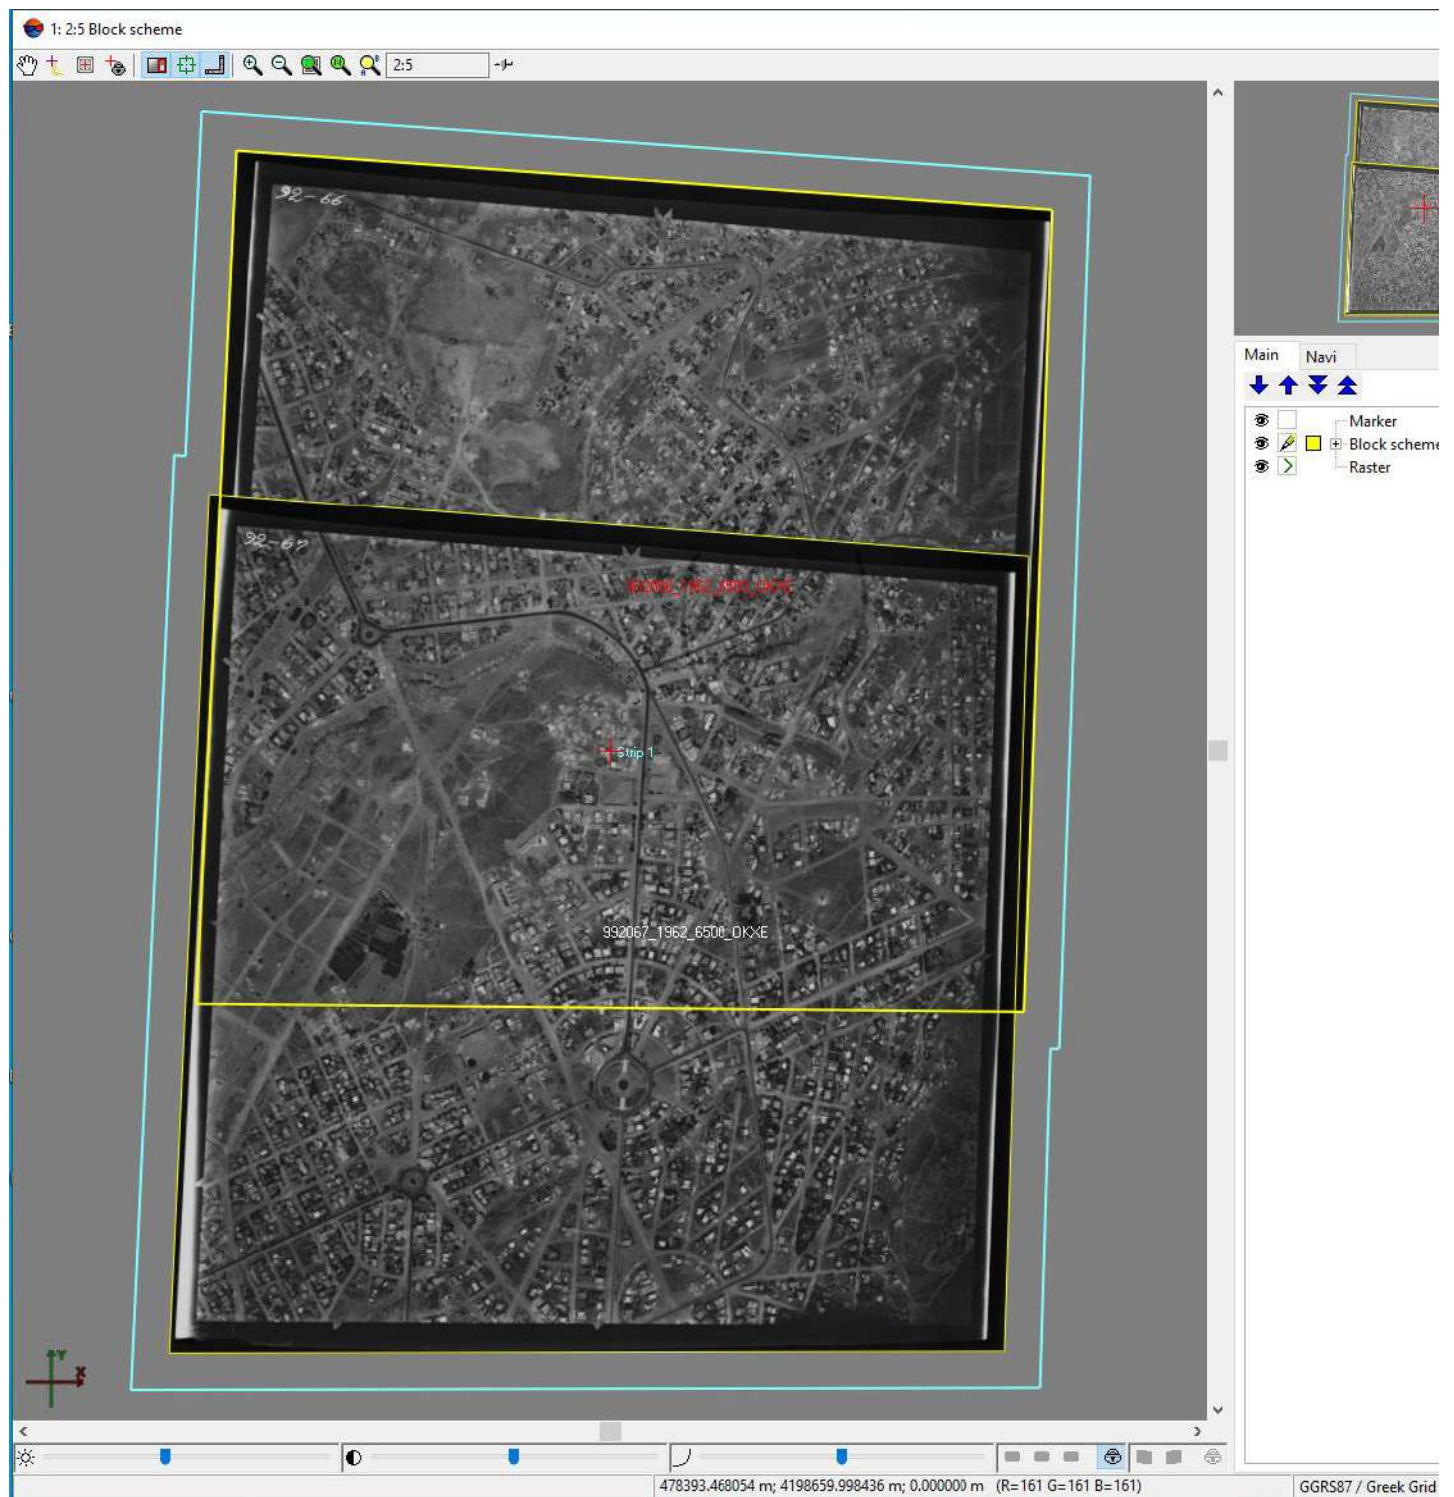 1: 2:5 Block scheme
2:5
92-66
92-67
Strip 1
992067_1962_6500_OKXE
Y
X
Main
Navi
Marker
Block scheme
Raster
478393.468054 m; 4198659.998436 m; 0.000000 m (R=161 G=161 B=161)
GGRS87 / Greek Grid